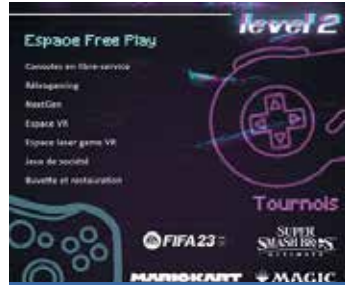 level 2
Espace Free Play
Consoles en libre-service
Rétrogaming
NextGen
Espace VR
Espace laser game VR
Jeux de société
Buvette et restauration
Tournois
FIFA 23
SUPER
SMASH BROS.
ULTIMATE
MARIOKART
MAGIC